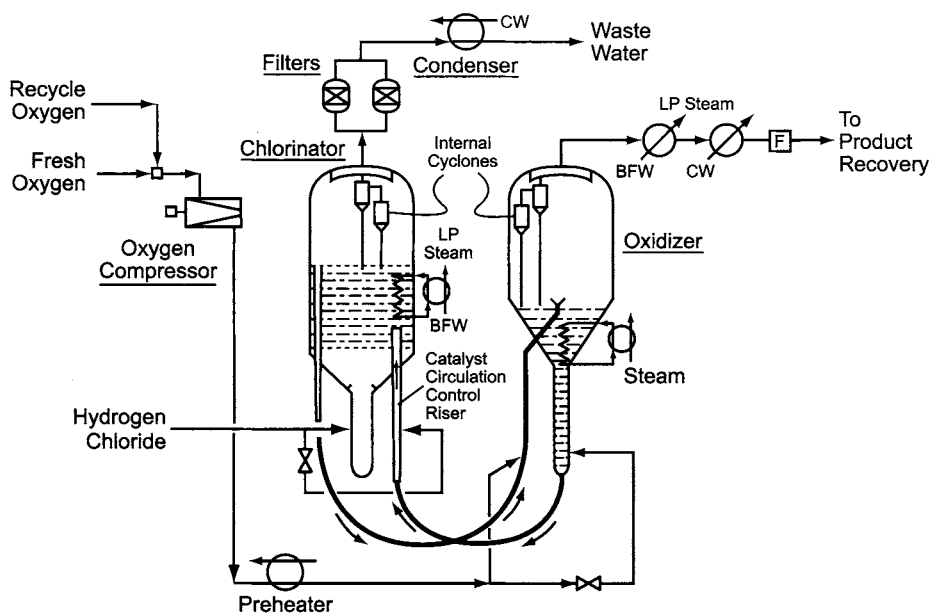 CW
Waste
Water
Filters
Condenser
Recycle
Oxygen
LP Steam
To
Product
Recovery
Chlorinator
Internal
Cyclones
F
Fresh
Oxygen
BFW
CW
LP
Steam
Oxidizer
Oxygen
Compressor
BFW
Steam
Catalyst
Circulation
Control
Riser
Hydrogen
Chloride
Preheater